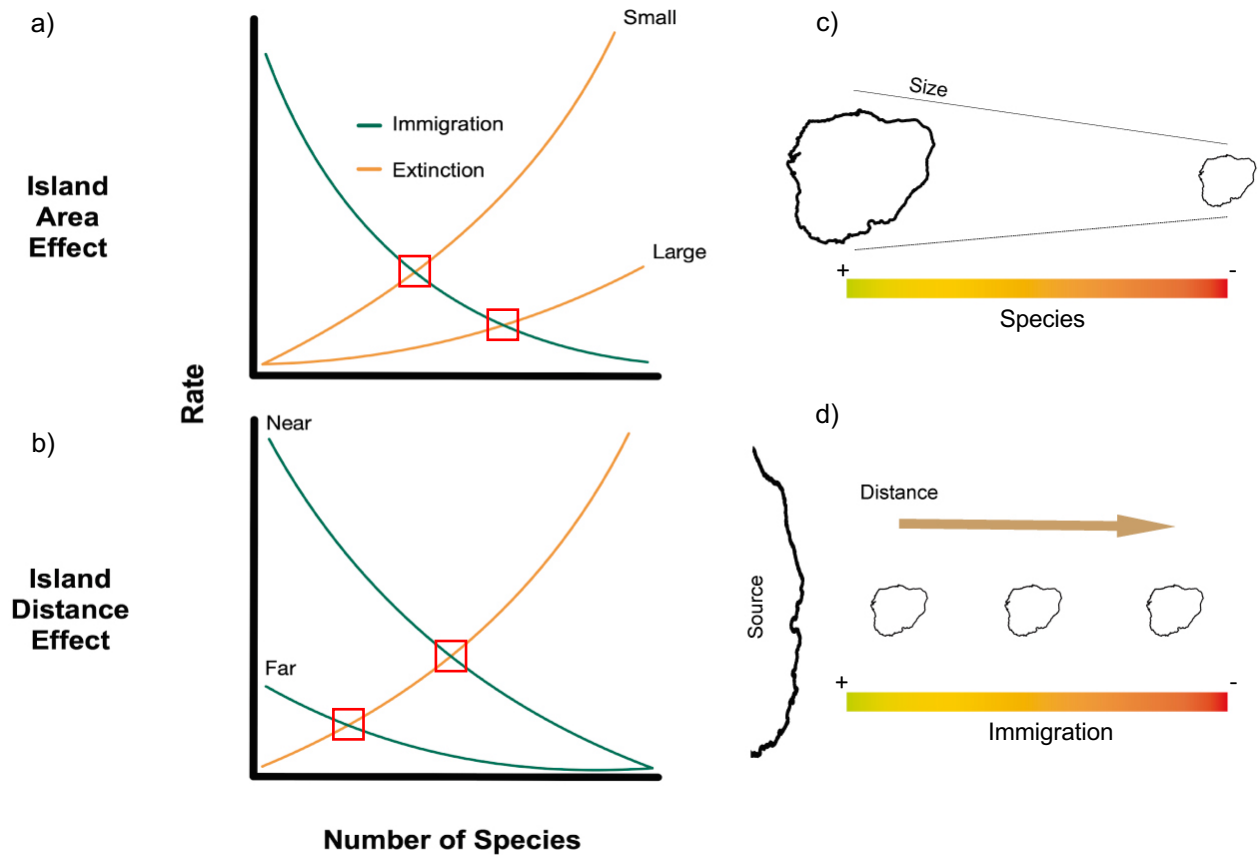 a)
Small
Immigration
Extinction
Large
Island
Area
Effect
Rate
c)
Size
+ -
Species
b)
Near
Far
Island
Distance
Effect
Number of Species
d)
Distance
Source
+ -
Immigration